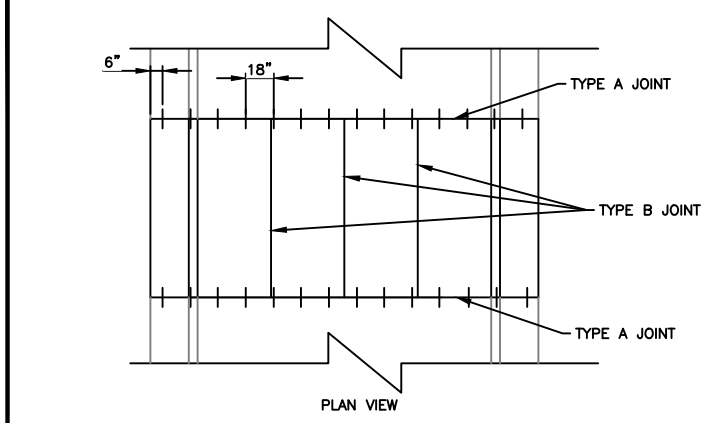 6"
18"
TYPE A JOINT
TYPE B JOINT
TYPE A JOINT
PLAN VIEW